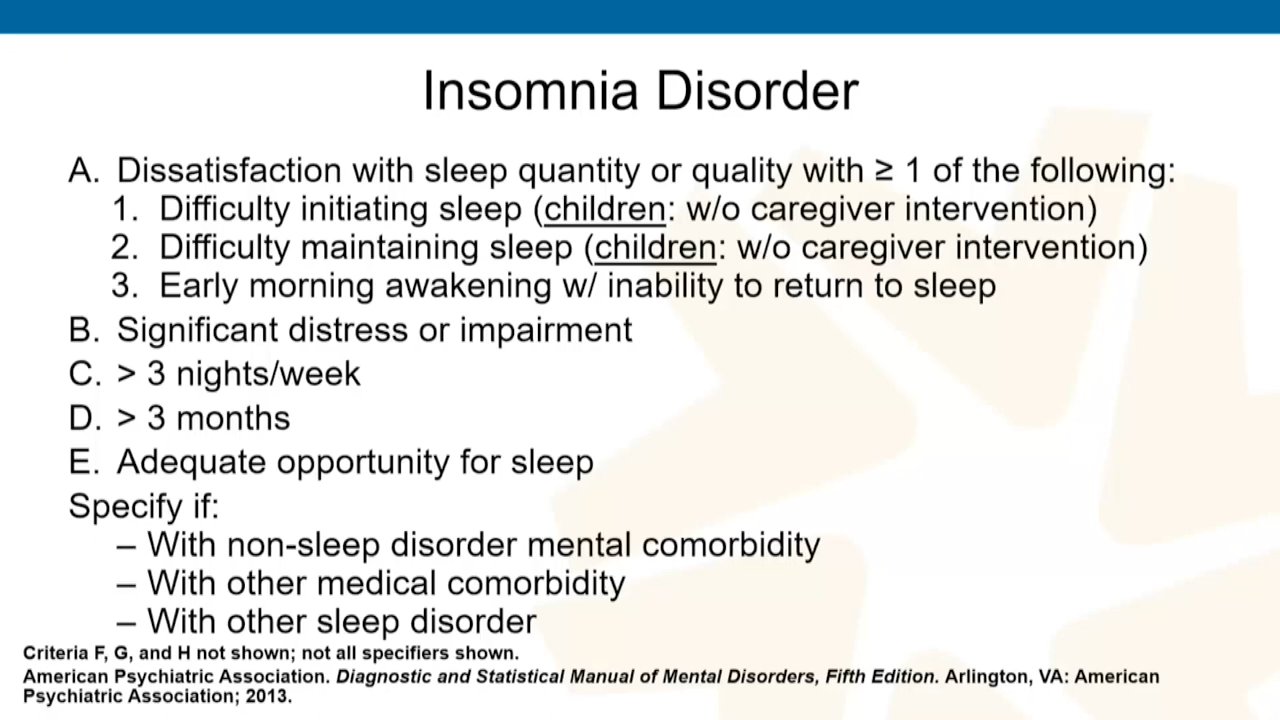 Insomnia Disorder
A. Dissatisfaction with sleep quantity or quality with ≥ 1 of the following:
1. Difficulty initiating sleep (children: w/o caregiver intervention)
2. Difficulty maintaining sleep (children: w/o caregiver intervention)
3. Early morning awakening w/ inability to return to sleep
B. Significant distress or impairment
C. > 3 nights/week
D. > 3 months
E. Adequate opportunity for sleep
Specify if:
– With non-sleep disorder mental comorbidity
– With other medical comorbidity
– With other sleep disorder
Criteria F, G, and H not shown; not all specifiers shown.
American Psychiatric Association. Diagnostic and Statistical Manual of Mental Disorders, Fifth Edition. Arlington, VA: American
Psychiatric Association; 2013.